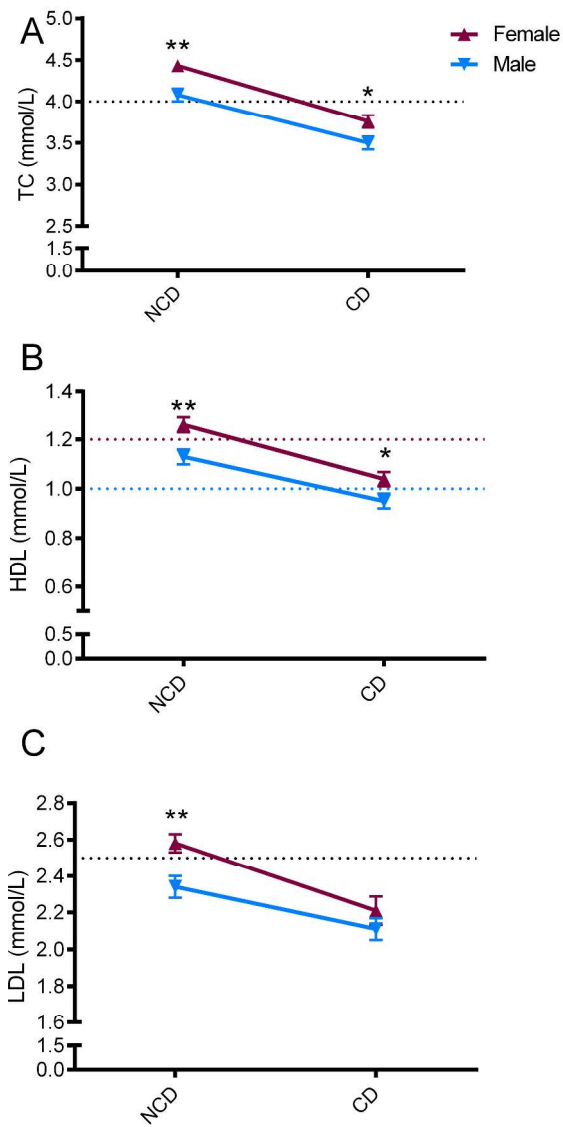 A
TC (mmol/L)
5.0
4.5
4.0
3.5
3.0
2.5
1.5
0.0
**
*
Female
Male
NCD
CD
B
HDL (mmol/L)
1.4
1.2
1.0
0.8
0.6
0.5
0.0
**
*
NCD
CD
C
LDL (mmol/L)
2.8
2.6
2.4
2.2
2.0
1.8
1.6
1.5
0.0
**
NCD
CD